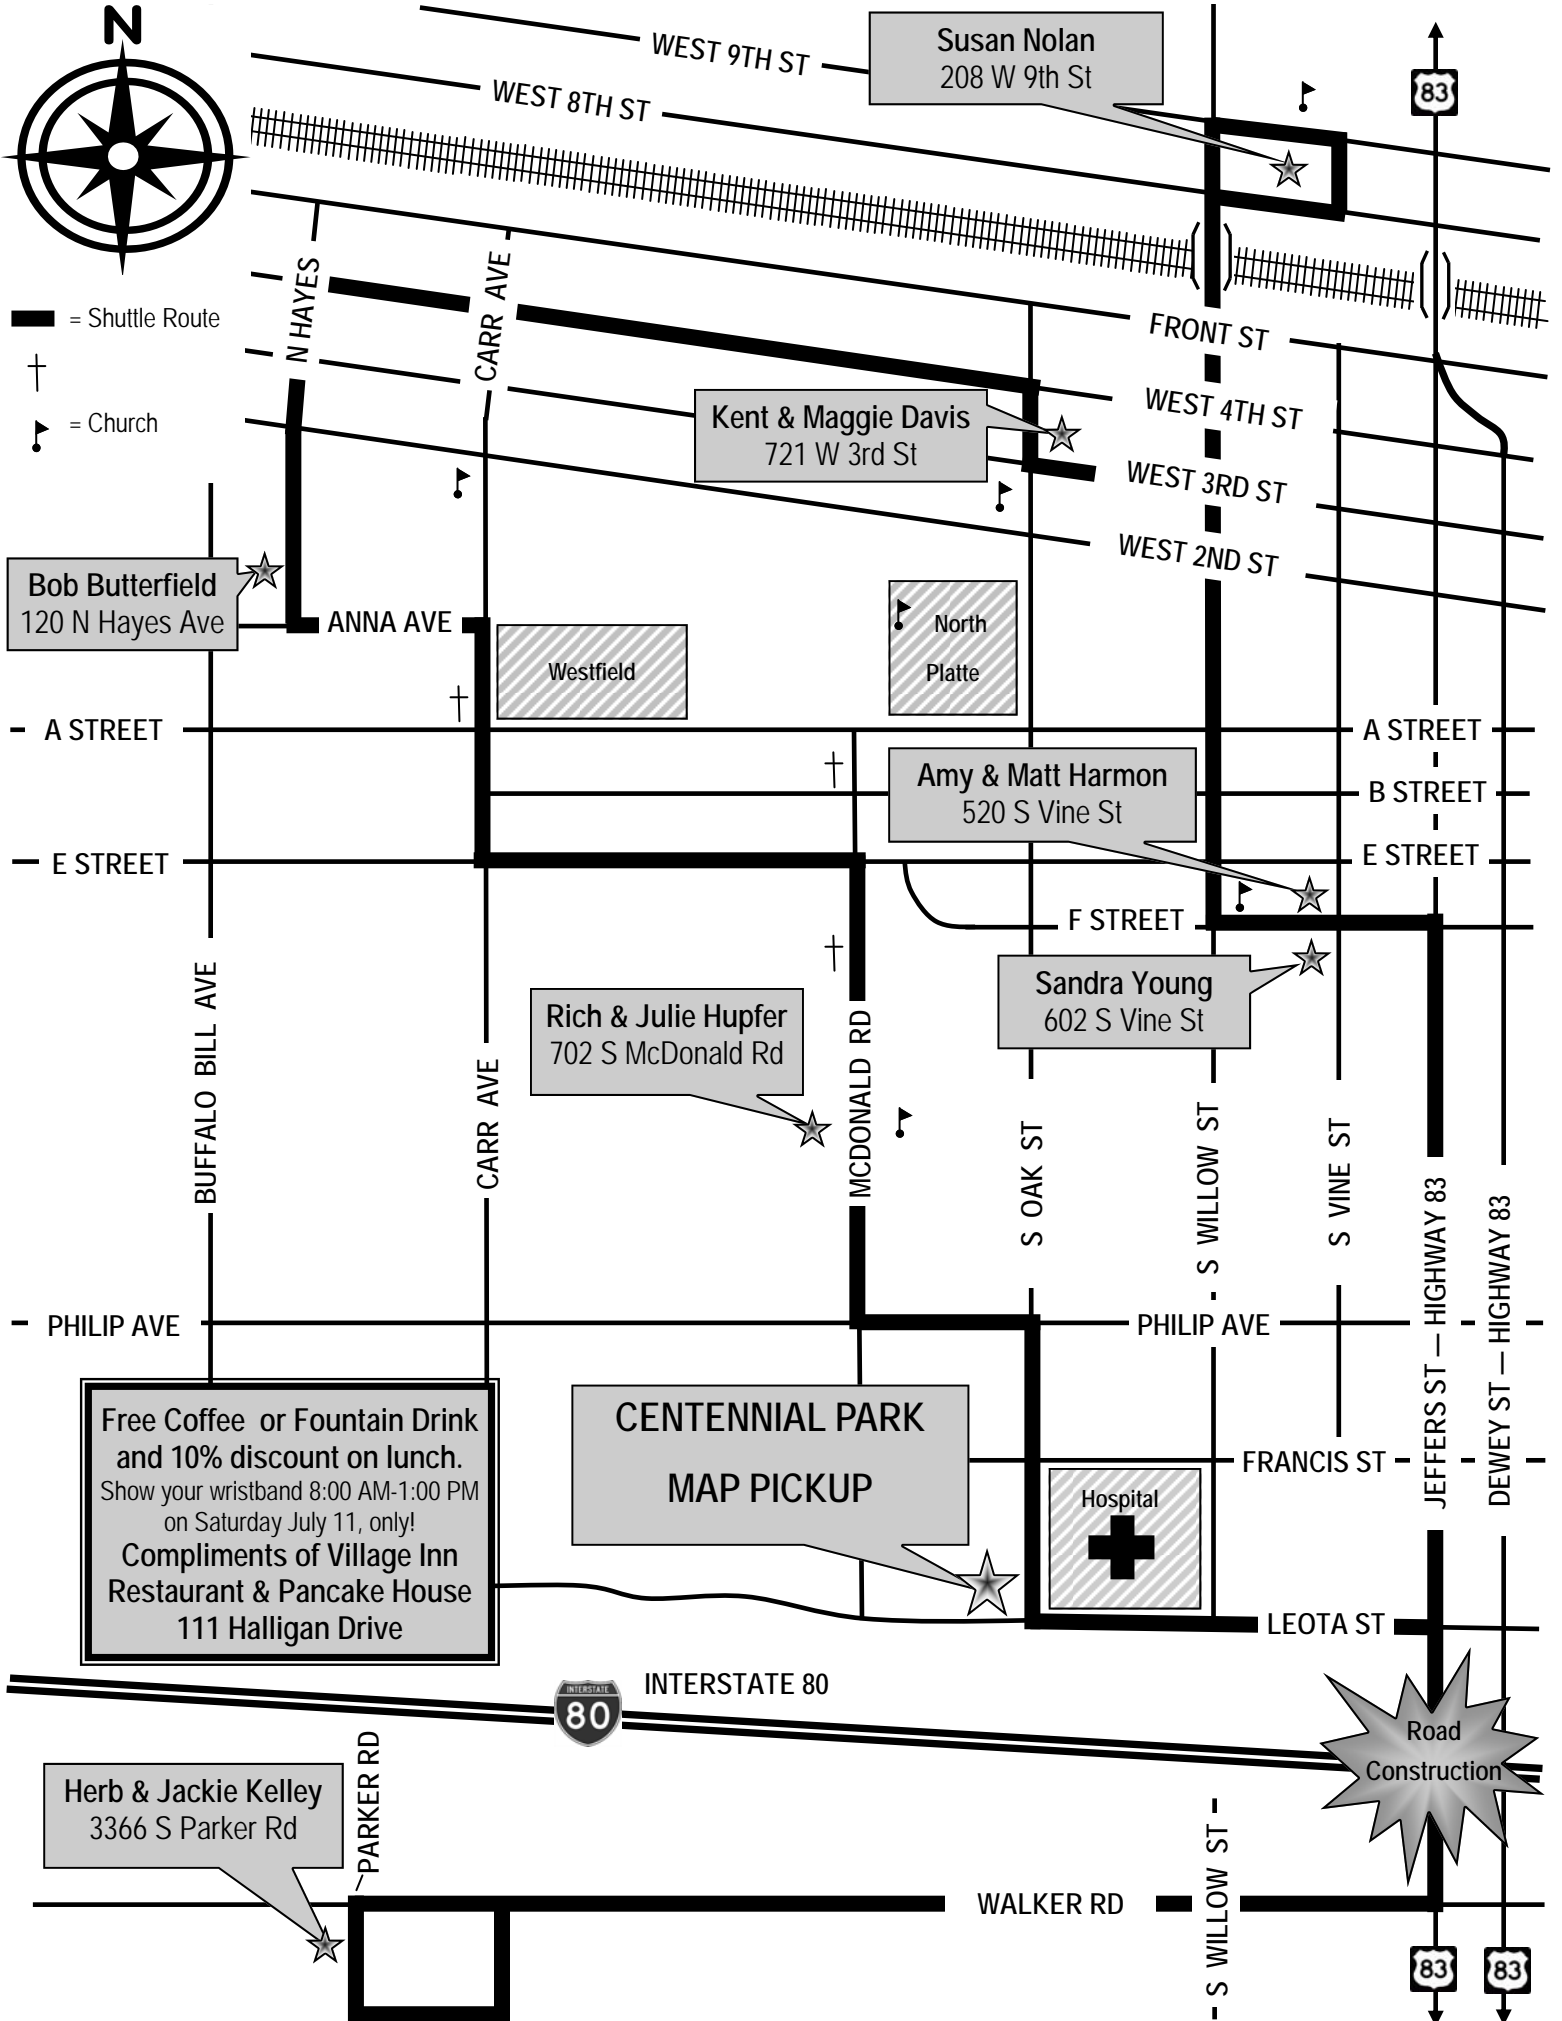 N
WEST 9TH ST
Susan Nolan
208 W 9th St
83
WEST 8TH ST
N HAYES
CARR AVE
= Shuttle Route
= Church
FRONT ST
WEST 4TH ST
Kent & Maggie Davis
721 W 3rd St
WEST 3RD ST
WEST 2ND ST
Bob Butterfield
120 N Hayes Ave
ANNA AVE
Westfield
North
Platte
A STREET
A STREET
Amy & Matt Harmon
520 S Vine St
B STREET
E STREET
E STREET
F STREET
Sandra Young
602 S Vine St
Rich & Julie Hupfer
702 S McDonald Rd
BUFFALO BILL AVE
CARR AVE
MCDONALD RD
S OAK ST
S WILLOW ST
S VINE ST
JEFFERS ST — HIGHWAY 83
DEWEY ST — HIGHWAY 83
PHILIP AVE
PHILIP AVE
Free Coffee or Fountain Drink
and 10% discount on lunch.
Show your wristband 8:00 AM-1:00 PM
on Saturday July 11, only!
Compliments of Village Inn
Restaurant & Pancake House
111 Halligan Drive
CENTENNIAL PARK
MAP PICKUP
FRANCIS ST
Hospital
LEOTA ST
INTERSTATE 80
INTERSTATE
80
Road
Construction
PARKER RD
Herb & Jackie Kelley
3366 S Parker Rd
WALKER RD
S WILLOW ST
83
83